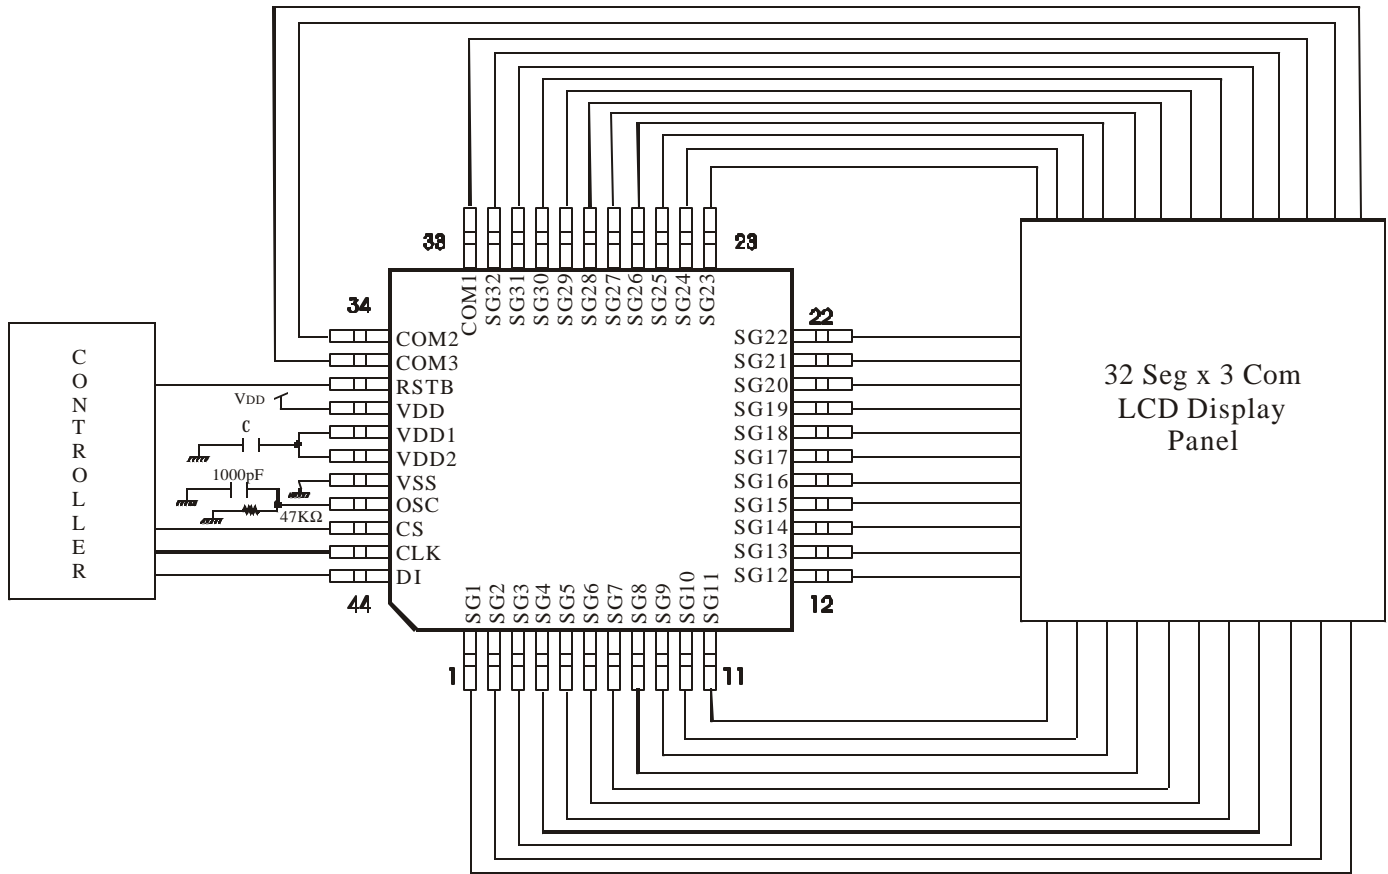 33
23
COM1
SG32
SG31
SG30
SG29
SG28
SG27
SG26
SG25
SG24
SG23
34
COM2
COM3
RSTB
VDD
VDD
VDD1
C
VDD2
VSS
1000pF
OSC
47KΩ
CS
CLK
DI
44
CONTROLLER
22
SG22
SG21
SG20
SG19
SG18
SG17
SG16
SG15
SG14
SG13
SG12
12
32 Seg x 3 Com
LCD Display
Panel
SG1
SG2
SG3
SG4
SG5
SG6
SG7
SG8
SG9
SG10
SG11
1
11